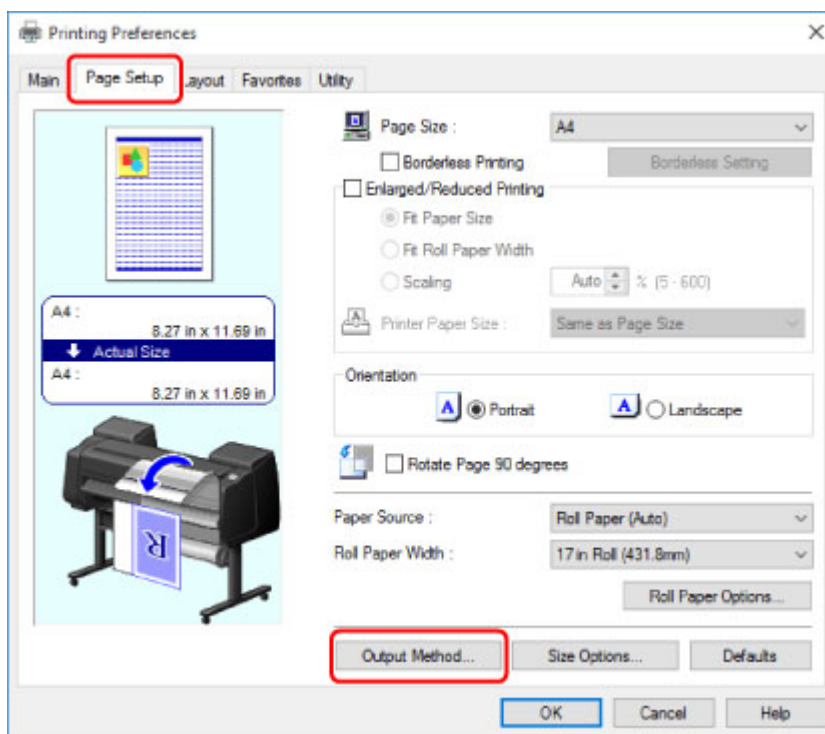 Printing Preferences
Main Page Setup Layout Favorites Utility
Page Size : A4
Borderless Printing Borderless Setting
Enlarged/Reduced Printing
Fit Paper Size
Fit Roll Paper Width
Scaling Auto % (5 - 600)
Printer Paper Size : Same as Page Size
A4 :
8.27 in x 11.69 in
Actual Size
A4 :
8.27 in x 11.69 in
Orientation
A Portrait A Landscape
Rotate Page 90 degrees
R
Paper Source : Roll Paper (Auto)
Roll Paper Width : 17 in Roll (431.8mm)
Roll Paper Options...
Output Method... Size Options... Defaults
OK Cancel Help